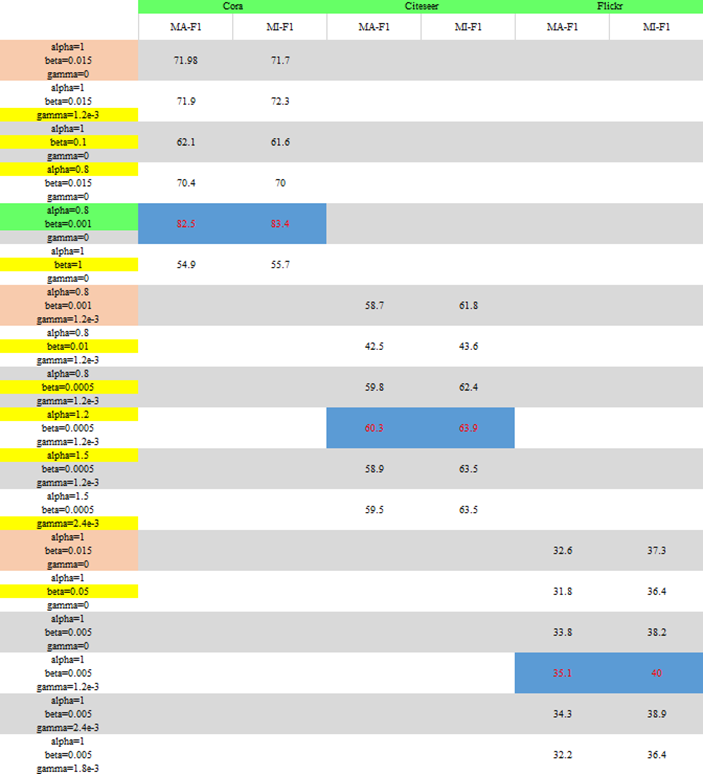 Cora Citeseer Flickr
MA-F1 MI-F1 MA-F1 MI-F1 MA-F1 MI-F1
alpha=1
beta=0.015 71.98 71.7
gamma=0
alpha=1
beta=0.015 71.9 72.3
gamma=1.2e-3
alpha=1
beta=0.1 62.1 61.6
gamma=0
alpha=0.8
beta=0.015 70.4 70
gamma=0
alpha=0.8
beta=0.001 82.5 83.4
gamma=0
alpha=1
beta=1 54.9 55.7
gamma=0
alpha=0.8
beta=0.001 58.7 61.8
gamma=1.2e-3
alpha=0.8
beta=0.01 42.5 43.6
gamma=1.2e-3
alpha=0.8
beta=0.0005 59.8 62.4
gamma=1.2e-3
alpha=1.2
beta=0.0005 60.3 63.9
gamma=1.2e-3
alpha=1.5
beta=0.0005 58.9 63.5
gamma=1.2e-3
alpha=1.5
beta=0.0005 59.5 63.5
gamma=2.4e-3
alpha=1
beta=0.015 32.6 37.3
gamma=0
alpha=1
beta=0.05 31.8 36.4
gamma=0
alpha=1
beta=0.005 33.8 38.2
gamma=0
alpha=1
beta=0.005 35.1 40
gamma=1.2e-3
alpha=1
beta=0.005 34.3 38.9
gamma=2.4e-3
alpha=1
beta=0.005 32.2 36.4
gamma=1.8e-3